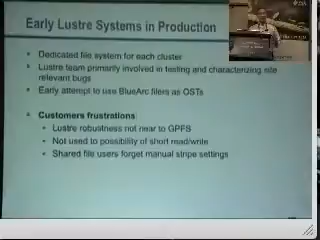 Early Lustre Systems in Production
Dedicated file system for each cluster
Lustre team primarily involved in testing and characterizing site
relevant bugs
Early attempt to use BlueArc filers as OSTs
Customers frustrations:
Lustre robustness not near to GPFS
Not used to possibility of short read/write
Shared file users forget manual stripe settings